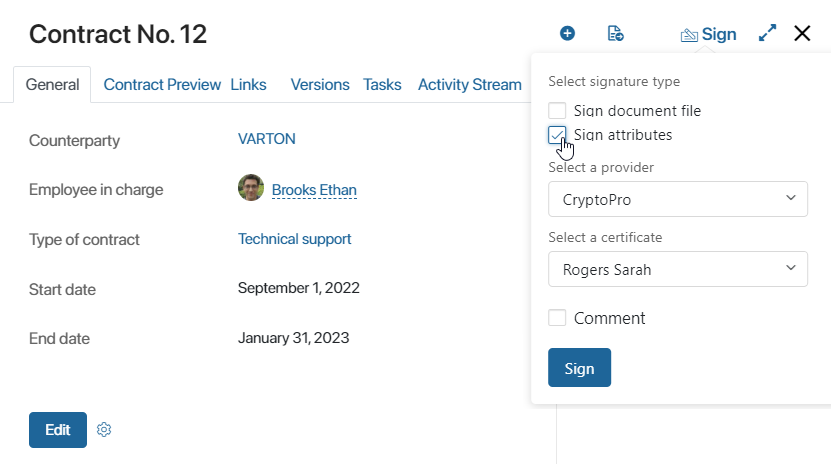 Contract No. 12
Sign
General Contract Preview Links Versions Tasks Activity Stream
Counterparty VARTON
Employee in charge Brooks Ethan
Type of contract Technical support
Start date September 1, 2022
End date January 31, 2023
Edit
Select signature type
Sign document file
Sign attributes
Select a provider
CryptoPro
Select a certificate
Rogers Sarah
Comment
Sign